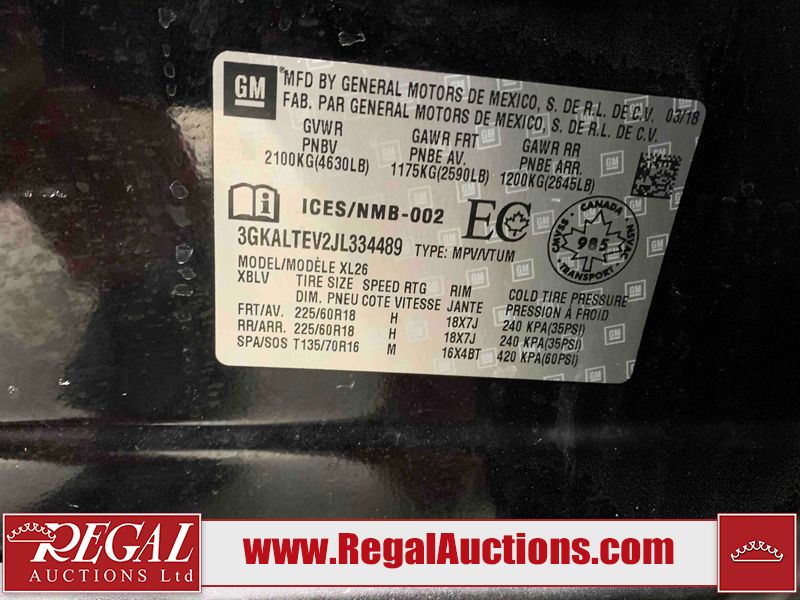 GM
*MFD BY GENERAL MOTORS DE MEXICO, S. DE R.L. DE C.V. 03/18
FAB. PAR GENERAL MOTORS DE MEXICO, S. DE R.L. DE C.V.
GVWR GAWR FRT GAWR RR
PNBV PNBE AV. PNBE ARR.
2100KG(4630LB) 1175KG(2590LB) 1200KG(2645LB)
i ICES/NMB-002 EC
CANADA
CMVSS NSVAC
985
TRANSPORT
3GKALTEV2JL334489 TYPE: MPV/VTUM
MODEL/MODÈLE XL26
XBLV TIRE SIZE SPEED RTG RIM COLD TIRE PRESSURE
DIM. PNEU COTE VITESSE JANTE PRESSION À FROID
FRT/AV. 225/60R18 H 18X7J 240 KPA(35PSI)
RR/ARR. 225/60R18 H 18X7J 240 KPA(35PSI)
SPA/SOS T135/70R16 M 16X4BT 420 KPA(60PSI)
REGAL
AUCTIONS Ltd
www.RegalAuctions.com